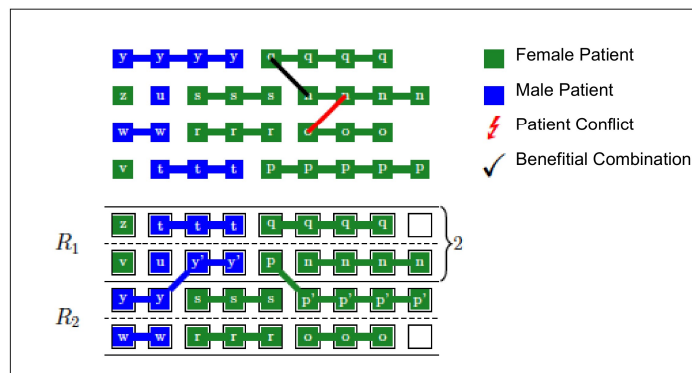 y y y y q q q q
z u s s s n n n n
w w r r r o o o
v t t t p p p p p
Female Patient
Male Patient
Patient Conflict
Benefitial Combination
R1
z t t t q q q q
v u y' y' p n n n n
2
R2
y y s s s p' p' p' p'
w w r r r o o o